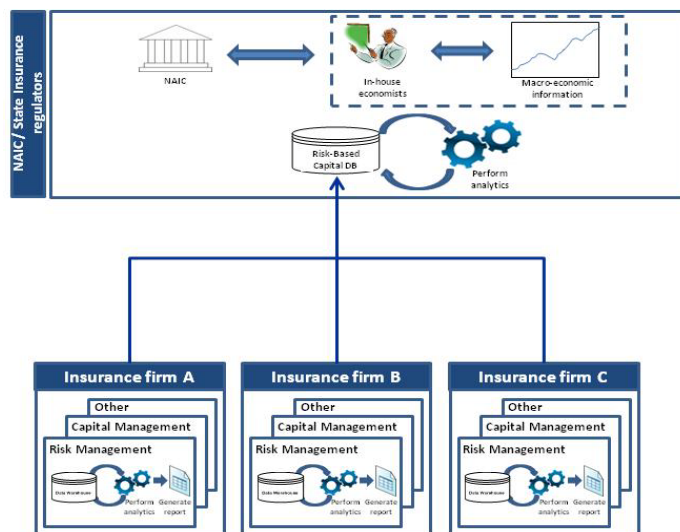 NAIC/ State Insurance
regulators
NAIC
In-house
economists
Macro-economic
information
Risk-Based
Capital DB
Perform
analytics
Insurance firm A
Other
Capital Management
Risk Management
Data Warehouse
Perform
analytics
Generate
report
Insurance firm B
Other
Capital Management
Risk Management
Data Warehouse
Perform
analytics
Generate
report
Insurance firm C
Other
Capital Management
Risk Management
Data Warehouse
Perform
analytics
Generate
report